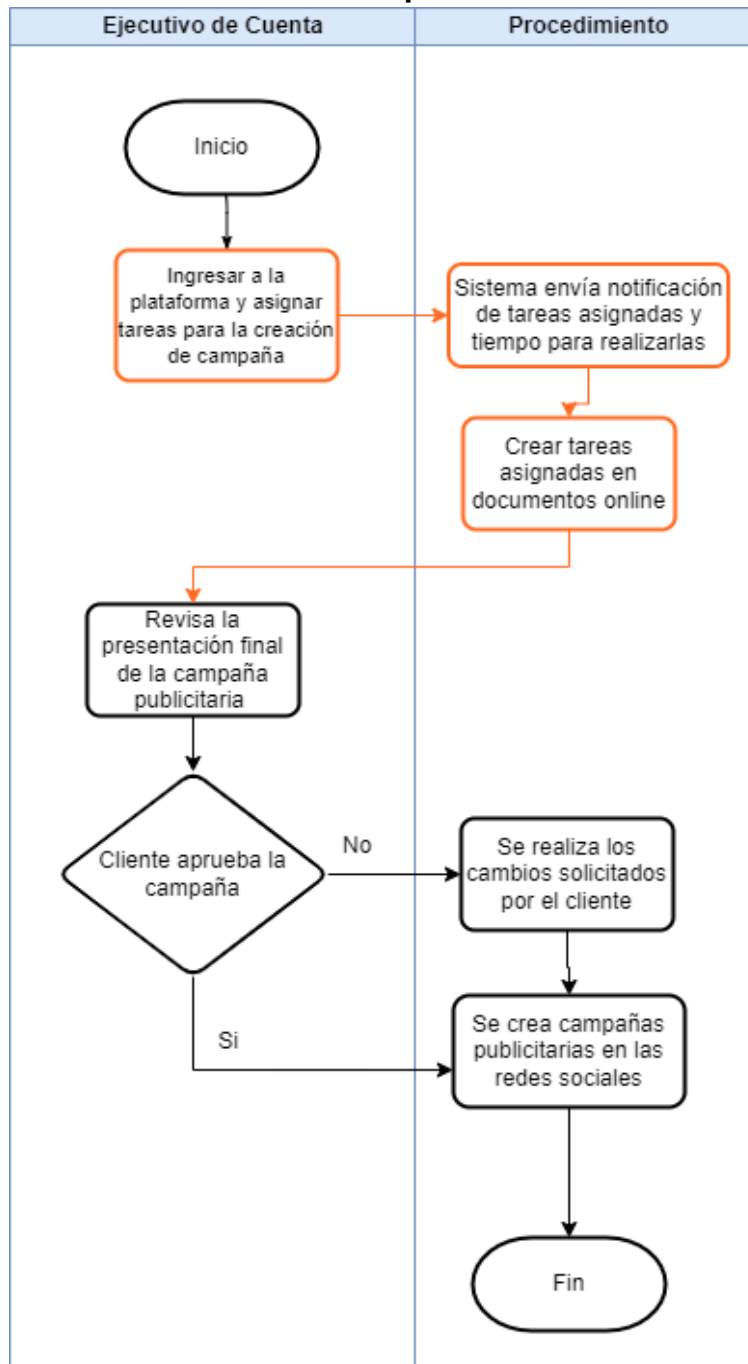 Ejecutivo de Cuenta
Procedimiento
Inicio
Ingresar a la
plataforma y asignar
tareas para la creación
de campaña
Sistema envía notificación
de tareas asignadas y
tiempo para realizarlas
Crear tareas
asignadas en
documentos online
Revisa la
presentación final
de la campaña
publicitaria
Cliente aprueba la
campaña
No
Se realiza los
cambios solicitados
por el cliente
Si
Se crea campañas
publicitarias en las
redes sociales
Fin